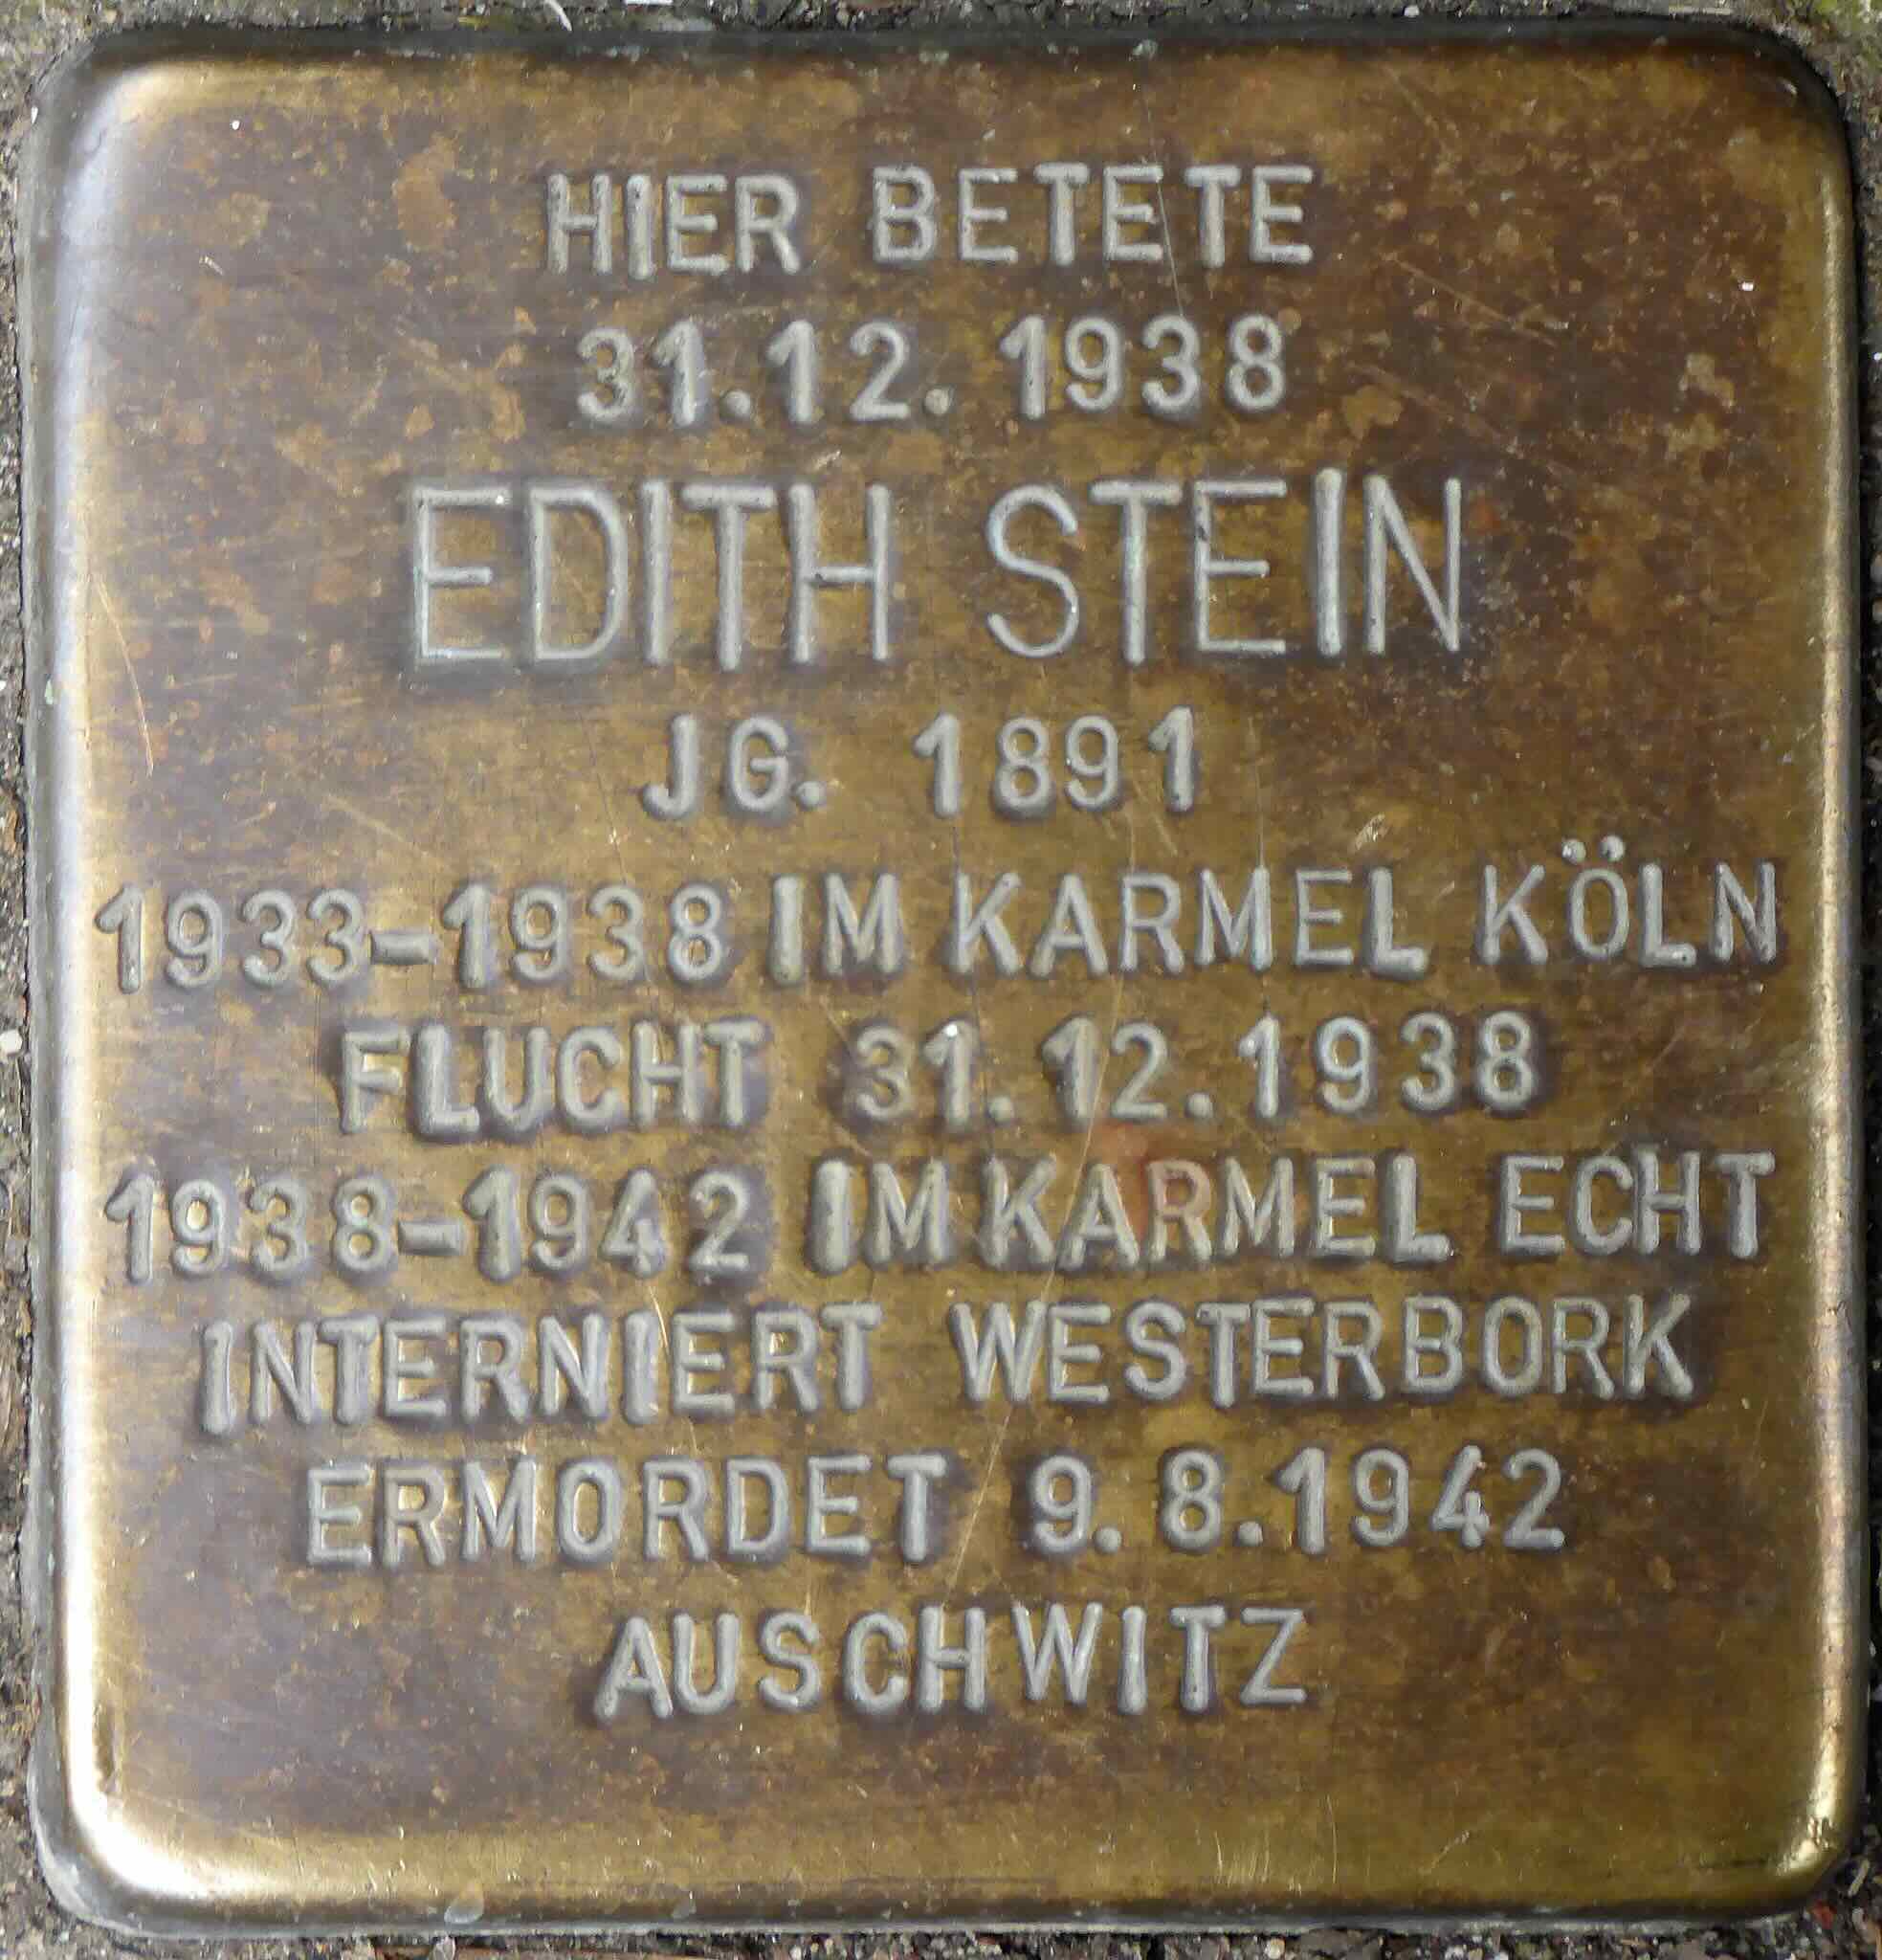 HIER BETETE
31.12.1938
EDITH STEIN
JG. 1891
1933-1938 IM KARMEL KÖLN
FLUCHT 31.12.1938
1938-1942 IM KARMEL ECHT
INTERNIERT WESTERBORK
ERMORDET 9.8.1942
AUSCHWITZ